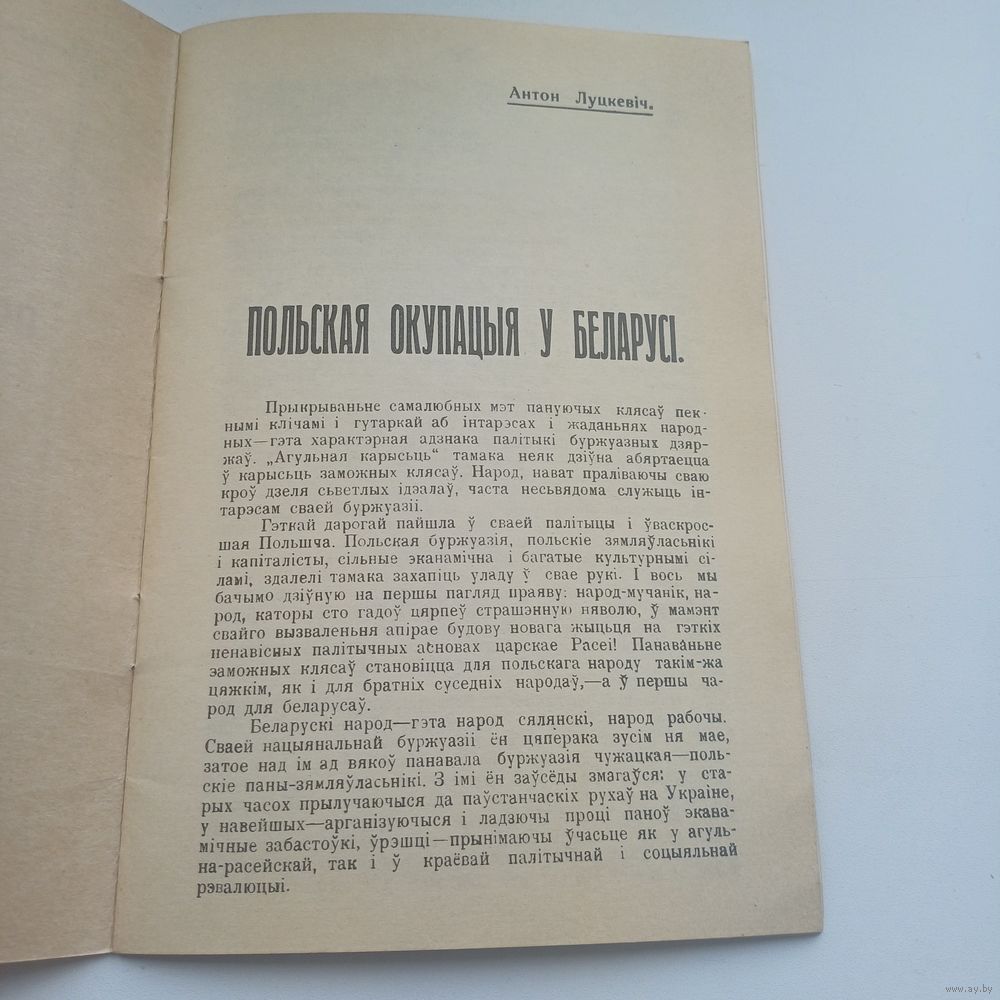 Антон Луцкевіч.
ПОЛЬСКАЯ ОКУПАЦЫЯ У БЕЛАРУСІ.
Прыкрываньне самалюбных мэт пануючых клясаў пек-
нымі клічамі і гутаркай аб інтарэсах і жаданьнях народ-
ных—гэта характэрная адзнака палітыкі буржуазных дзяр-
жаў. „Агульная карысьць“ тамака неяк дзіўна абяртаецца
ў карысьць заможных клясаў. Народ, нават праліваючы сваю
кроў дзеля сьветлых ідэалаў, часта несьвядома служыць ін-
тарэсам сваей буржуазіі.
Гэткай дарогай пайшла ў сваей палітыцы і ўваскрос-
шая Польшча. Польская буржуазія, польскіе зямляўласьнікі
і капіталісты, сільные эканамічна і багатые культурнымі сі-
ламі, здалелі тамака захапіць уладу ў свае рукі. І вось мы
бачымо дзіўную на першы пагляд праяву: народ-мучанік, на-
род, каторы сто гадоў цярпеў страшэнную няволю, ў мамэнт
свайго вызваленьня апірае будову новага жыцьця на гэткіх
ненавісных палітычных асновах царскае Расеі! Панаваньне
заможных клясаў становіцца для польскага народу такім-жа
цяжкім, як і для братніх суседніх народаў,—а ў першы ча-
род для беларусаў.
Беларускі народ—гэта народ сялянскі, народ рабочы.
Сваей нацыянальнай буржуазіі ён цяперака зусім ня мае,
затое над ім ад вякоў панавала буржуазія чужацкая—поль-
скіе паны-зямляўласьнікі. З імі ён заўсёды змагаўся: у ста-
рых часох прылучаючыся да паўстанчаскіх рухаў на Украіне,
у навейшых—арганізуючыся і ладзючы проці паноў экана-
мічные забастоўкі, ўрэшці—прынімаючы ўчасьце як у агуль-
на-расейскай, так і ў краёвай палітычнай і соцыяльнай
рэвалюцыі.
www.ay.by